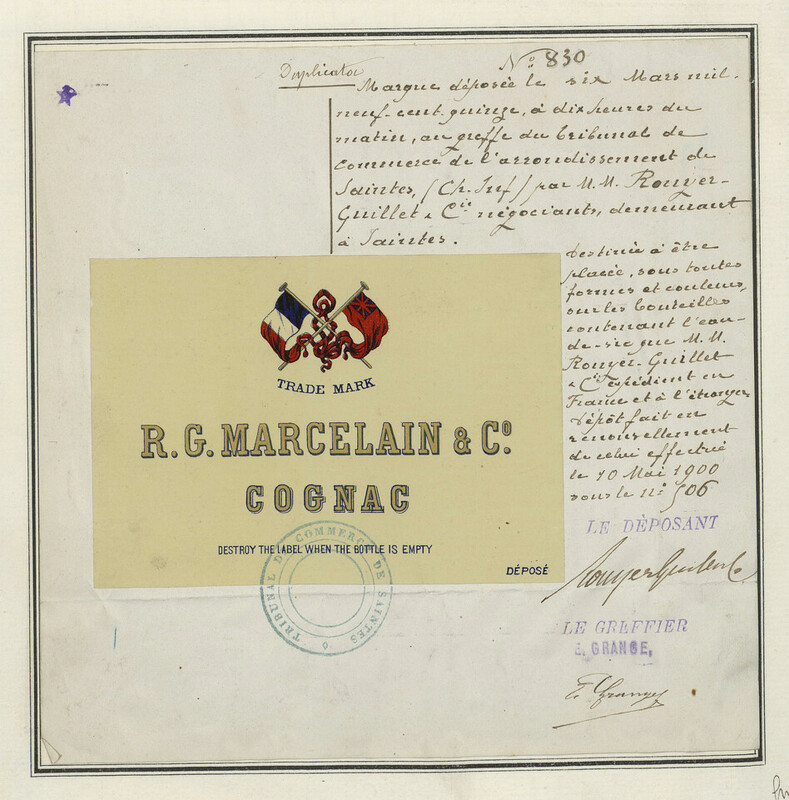 Duplicata
No 830
Marque déposée le six Mars mil
neuf-cent-quinze, à dix heures du
matin, au greffe du tribunal de
Commerce de l'arrondissement de
Saintes, (Ch. Inf) par M.M. Rouyer-
Guillet & Cie négociants, demeurant
à Saintes.
Destinée à être
placée, sous toutes
formes et couleurs,
sur les bouteilles
contenant l'eau-
de-vie que M.M.
Rouyer-Guillet
& Cie expédient en
France et à l'étranger
Dépôt fait en
renouvellement
de celui effectué
le 10 Mai 1900
sous le No 506
LE DÉPOSANT
Rouyer Guillet & C
LE GREFFIER
E. GRANGE,
E. Grange
TRADE MARK
R.G. MARCELAIN & Co.
COGNAC
DESTROY THE LABEL WHEN THE BOTTLE IS EMPTY
DÉPOSÉ
TRIBUNAL DE COMMERCE DE SAINTES